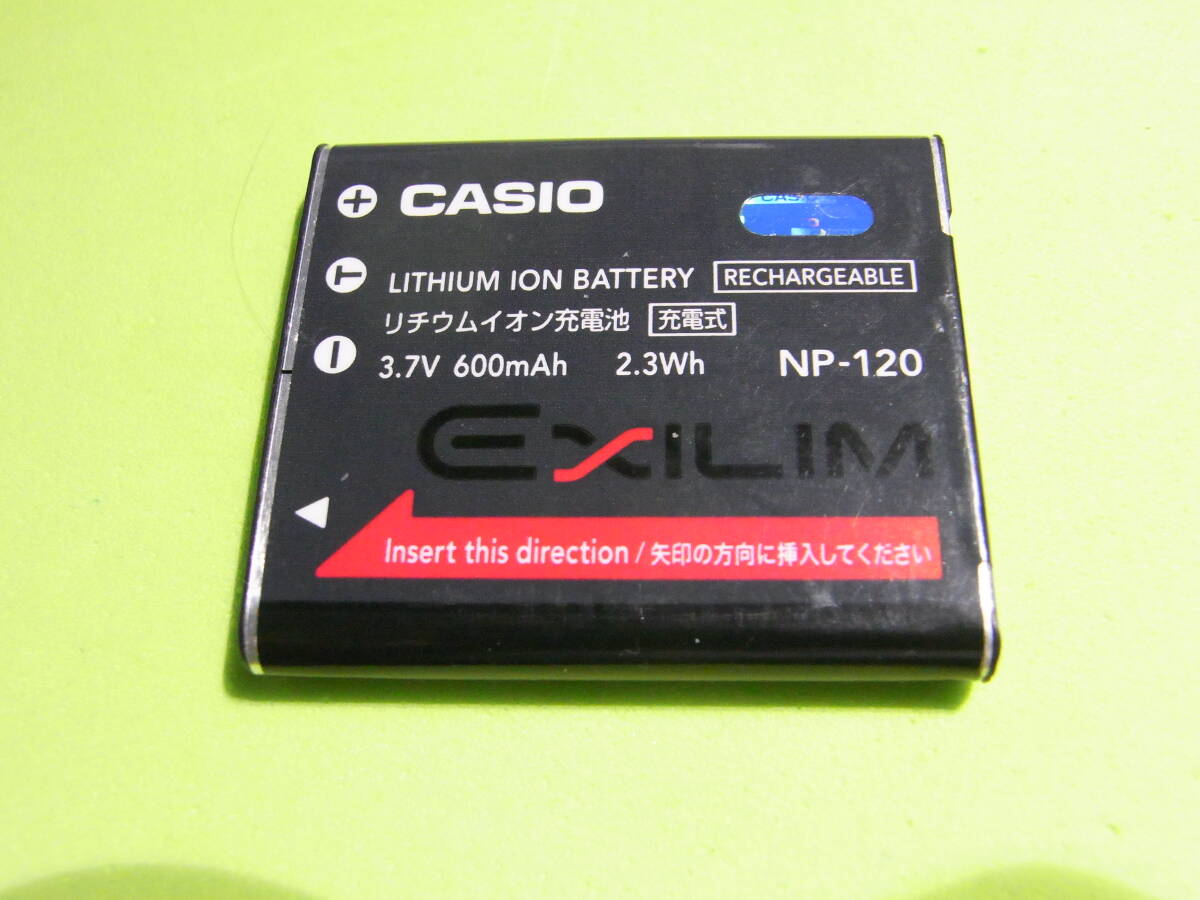 + CASIO
T LITHIUM ION BATTERY RECHARGEABLE
リチウムイオン充電池 充電式
− 3.7V 600mAh 2.3Wh NP-120
EXILIM
Insert this direction / 矢印の方向に挿入してください